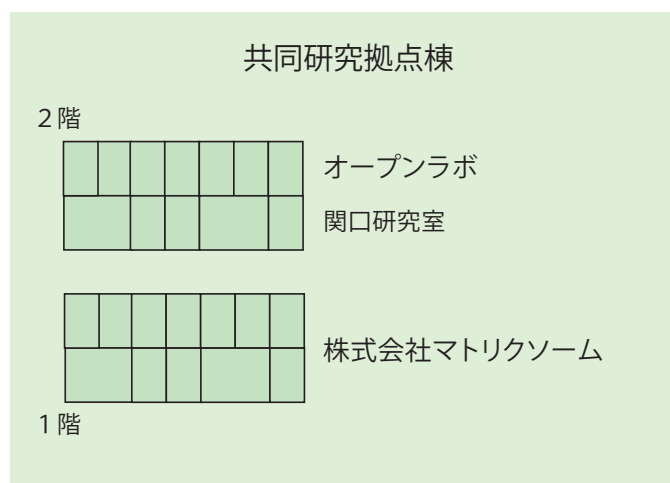 共同研究拠点棟
2階
オープンラボ
関口研究室
株式会社マトリクソーム
1階